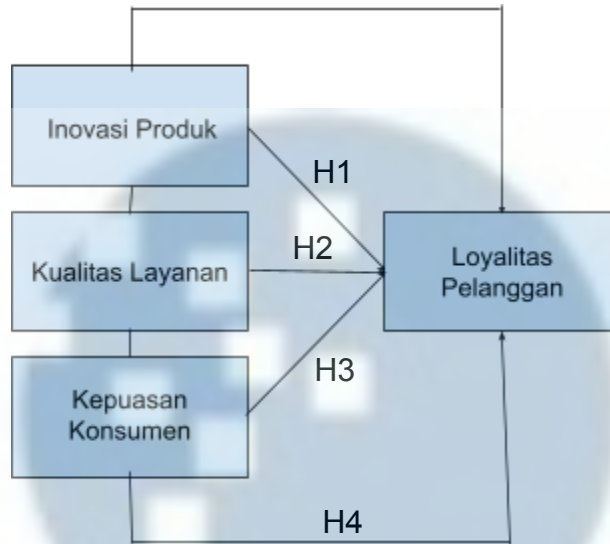 Inovasi Produk
H1
Kualitas Layanan
H2
Loyalitas
Pelanggan
H3
Kepuasan
Konsumen
H4